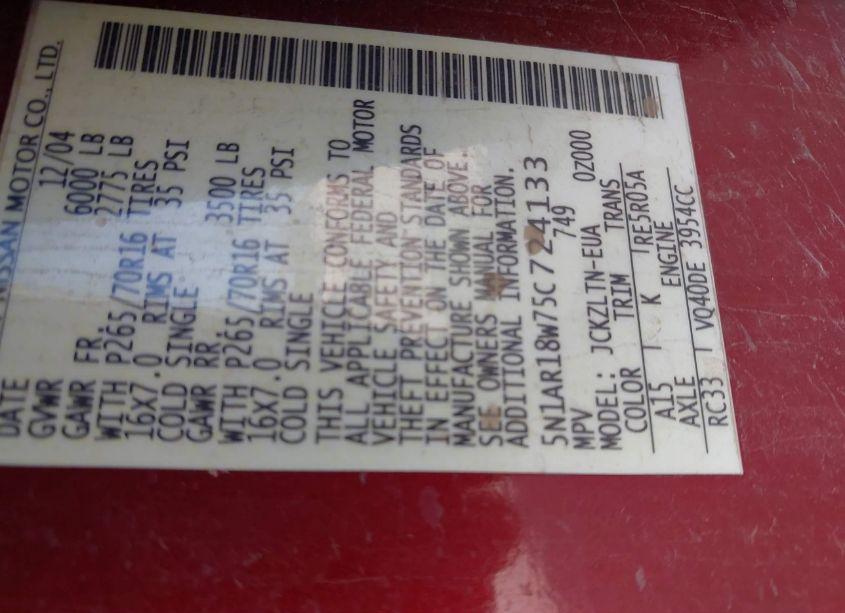 NISSAN MOTOR CO., LTD.
DATE 12/04
GVWR 6000 LB
GAWR FR. 2775 LB
WITH P265/70R16 TIRES
16X7.0 RIMS AT 35 PSI
COLD SINGLE
GAWR RR. 3500 LB
WITH P265/70R16 TIRES
16X7.0 RIMS AT 35 PSI
COLD SINGLE
THIS VEHICLE CONFORMS TO
ALL APPLICABLE FEDERAL MOTOR
VEHICLE SAFETY AND
THEFT PREVENTION STANDARDS
IN EFFECT ON THE DATE OF
MANUFACTURE SHOWN ABOVE.
SEE OWNERS MANUAL FOR
ADDITIONAL INFORMATION.
5N1AR18W75C724133
MPV 749 0Z000
MODEL: JCKZLTN-EUA
COLOR TRIM TRANS
A15 K RE5R05A
AXLE ENGINE
RC33 VQ40DE 3954CC